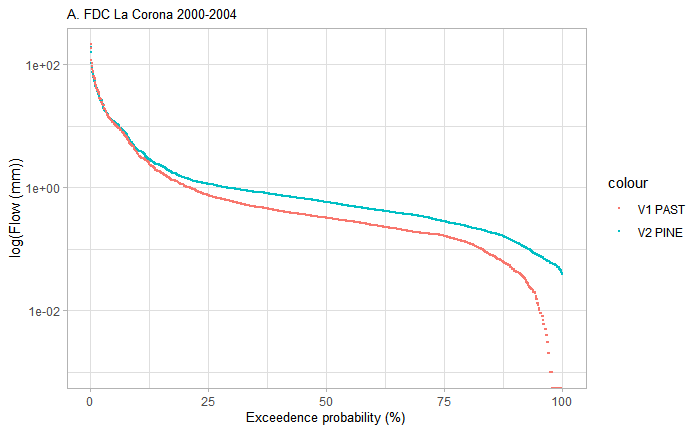 A. FDC La Corona 2000-2004
log(Flow (mm))
1e+02
1e+00
1e-02
0
25
50
75
100
Exceedence probability (%)
colour
V1 PAST
V2 PINE